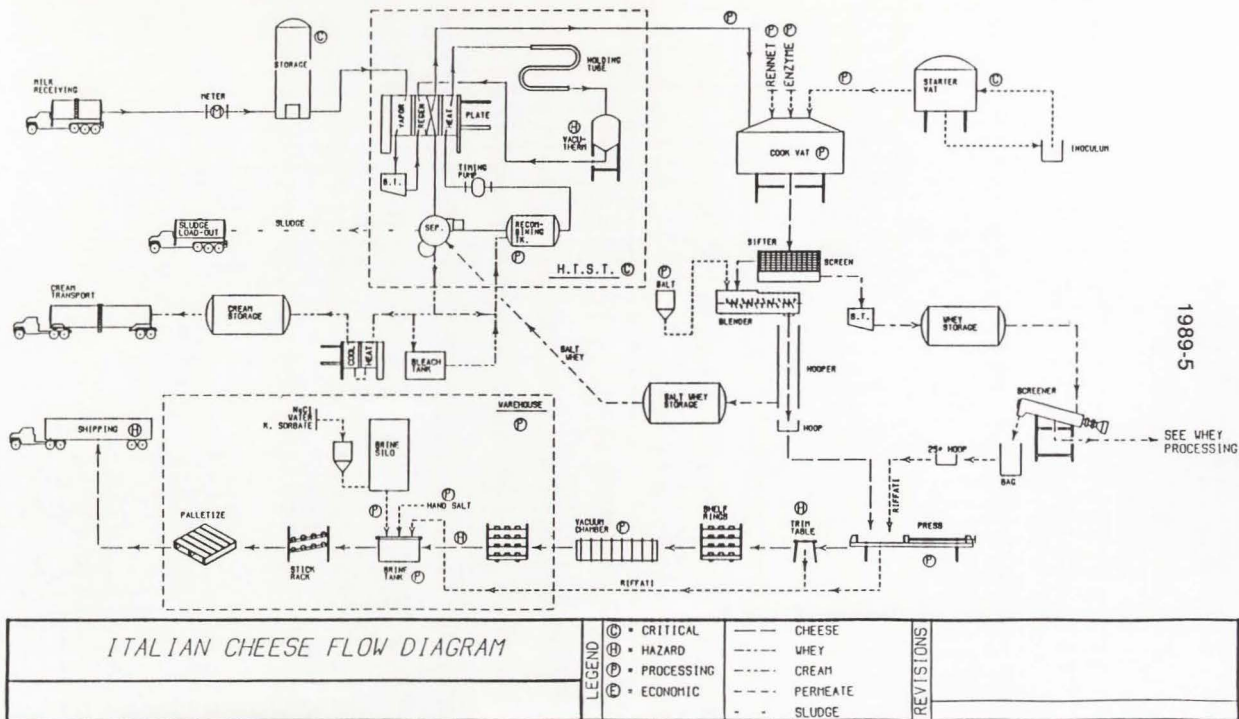 MILK
RECEIVING
METER
STORAGE
C
VAPOR
REGEN
HEAT
PLATE
B.T.
TIMING
PUMP
HOLDING
TUBE
H
VACU-
THERM
SEP.
RECOM-
BINING
TK.
P
H.T.S.T. C
P
RENNET
ENZYME
P
P
P
COOK VAT P
STARTER
VAT
C
INOCULUM
SLUDGE
LOAD-OUT
SLUDGE
CREAM
TRANSPORT
CREAM
STORAGE
COOL
HEAT
BLEACH
TANK
SALT
WHEY
SIFTER
SCREEN
P
SALT
BLENDER
B.T.
WHEY
STORAGE
HOOPER
SALT WHEY
STORAGE
HOOP
SCREENER
SEE WHEY
PROCESSING
25# HOOP
BAG
RIFFATI
1989-5
SHIPPING H
PALLETIZE
WAREHOUSE
P
NaCl
WATER
K. SORBATE
BRINE
SILO
P
P
HAND SALT
STICK
RACK
BRINE
TANK P
H
VACUUM
CHAMBER P
SHELF
RINGS
H
TRIM
TABLE
PRESS
P
RIFFATI
ITALIAN CHEESE FLOW DIAGRAM
LEGEND
C = CRITICAL
H = HAZARD
P = PROCESSING
E = ECONOMIC
CHEESE
WHEY
CREAM
PERMEATE
SLUDGE
REVISIONS